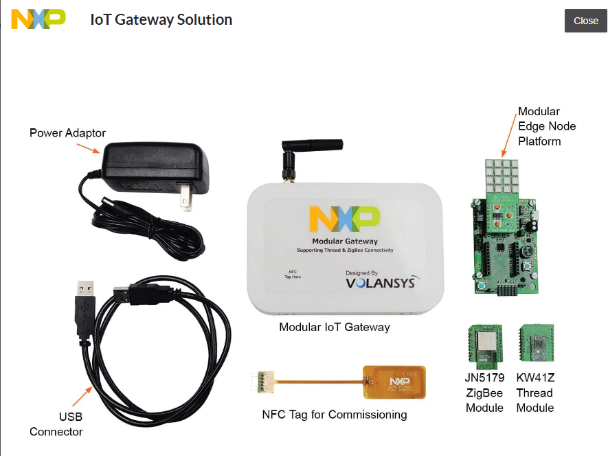 NXP IoT Gateway Solution
Close
Modular
Edge Node
Platform
Power Adaptor
NXP
Modular Gateway
Supporting Thread & ZigBee Connectivity
NFC
Tag Here
Designed By
VOLANSYS
Modular IoT Gateway
NXP
NFC Tag for Commissioning
USB
Connector
JN5179
ZigBee
Module
KW41Z
Thread
Module